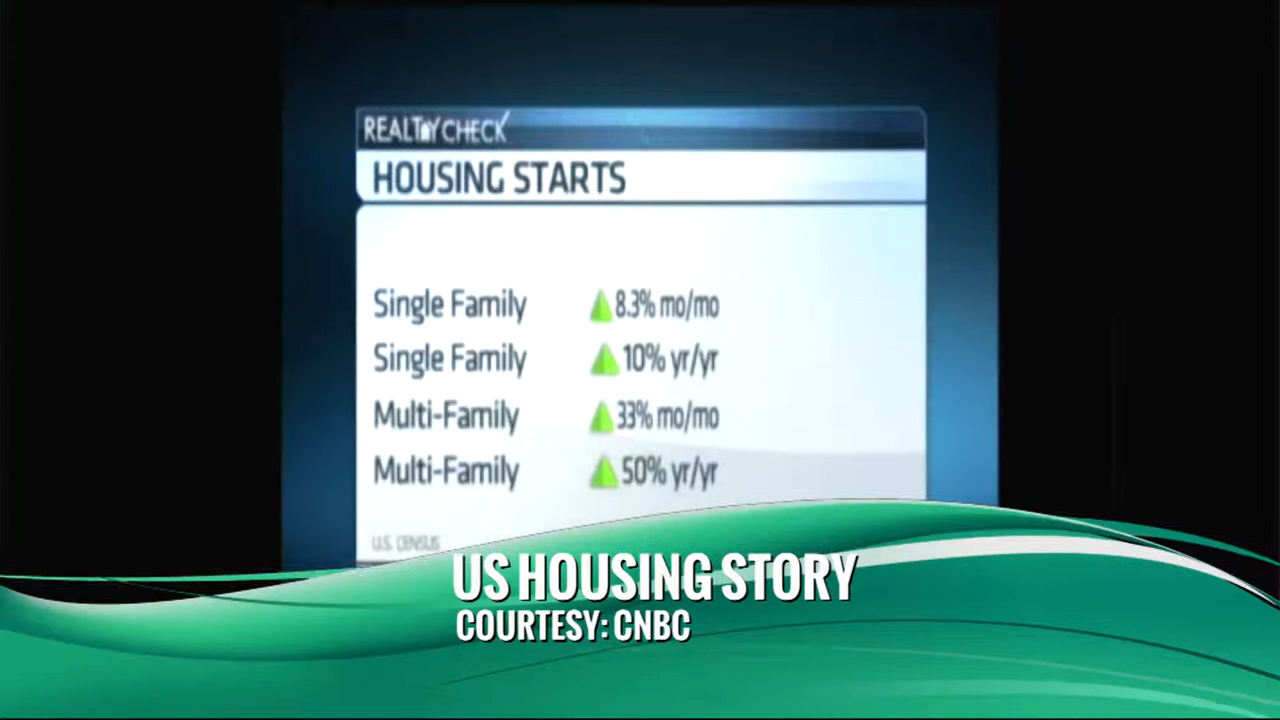 REALTY CHECK
HOUSING STARTS
Single Family 8.3% mo/mo
Single Family 10% yr/yr
Multi-Family 33% mo/mo
Multi-Family 50% yr/yr
U.S. CENSUS
US HOUSING STORY
COURTESY: CNBC